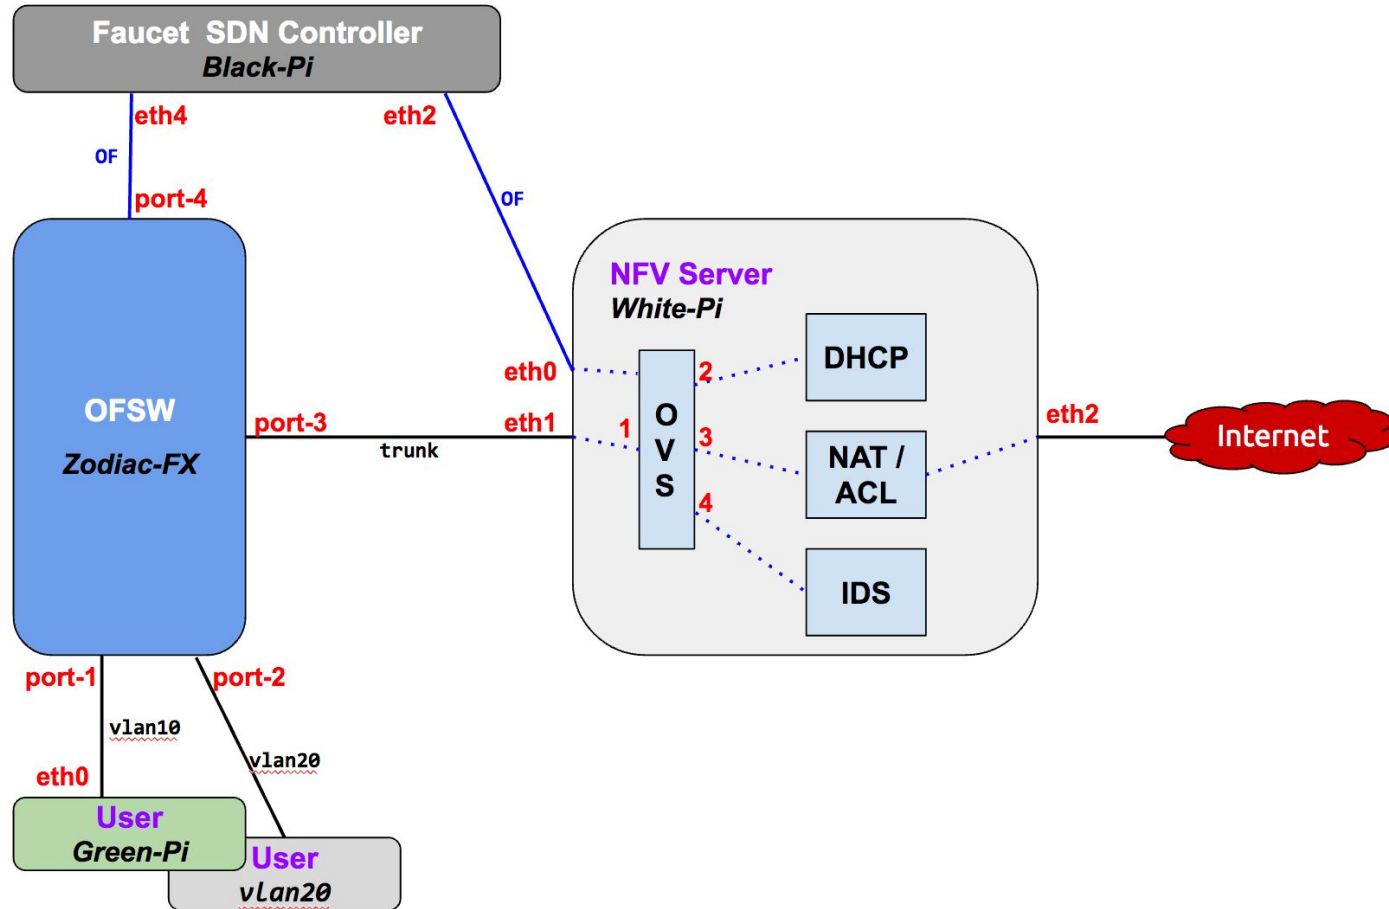 Faucet  SDN Controller
Black-Pi
eth4
eth2
OF
port-4
OF
NFV Server
White-Pi
DHCP
eth0
2
OFSW
Zodiac-FX
port-3
trunk
eth1
1
O
V
S
3
NAT /
ACL
eth2
Internet
4
IDS
port-1
port-2
vlan10
vlan20
eth0
User
Green-Pi
User
vlan20